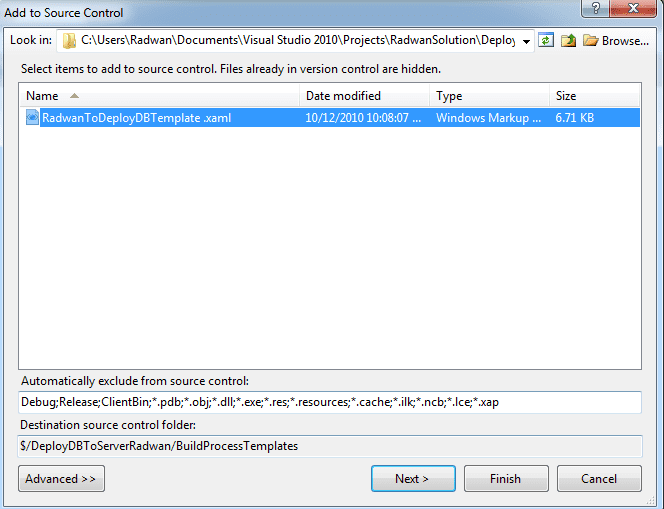 Add to Source Control
Look in: C:\Users\Radwan\Documents\Visual Studio 2010\Projects\RadwanSolution\Deploy Browse...
Select items to add to source control. Files already in version control are hidden.
Name Date modified Type Size
RadwanToDeployDBTemplate .xaml 10/12/2010 10:08:07 ... Windows Markup ... 6.71 KB
Automatically exclude from source control:
Debug;Release;ClientBin;*.pdb;*.obj;*.dll;*.exe;*.res;*.resources;*.cache;*.ilk;*.ncb;*.lce;*.xap
Destination source control folder:
$/DeployDBToServerRadwan/BuildProcessTemplates
Advanced >> Next > Finish Cancel